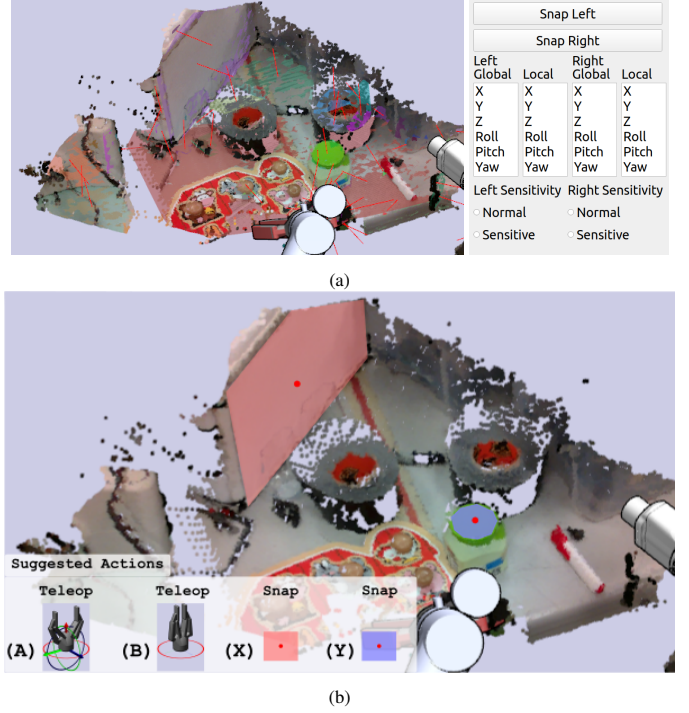 Snap Left
Snap Right
Left Global Local Right Global Local
X X X X
Y Y Y Y
Z Z Z Z
Roll Roll Roll Roll
Pitch Pitch Pitch Pitch
Yaw Yaw Yaw Yaw
Left Sensitivity Right Sensitivity
Normal Normal
Sensitive Sensitive
(a)
Suggested Actions
Teleop Teleop Snap Snap
(A) (B) (X) (Y)
(b)